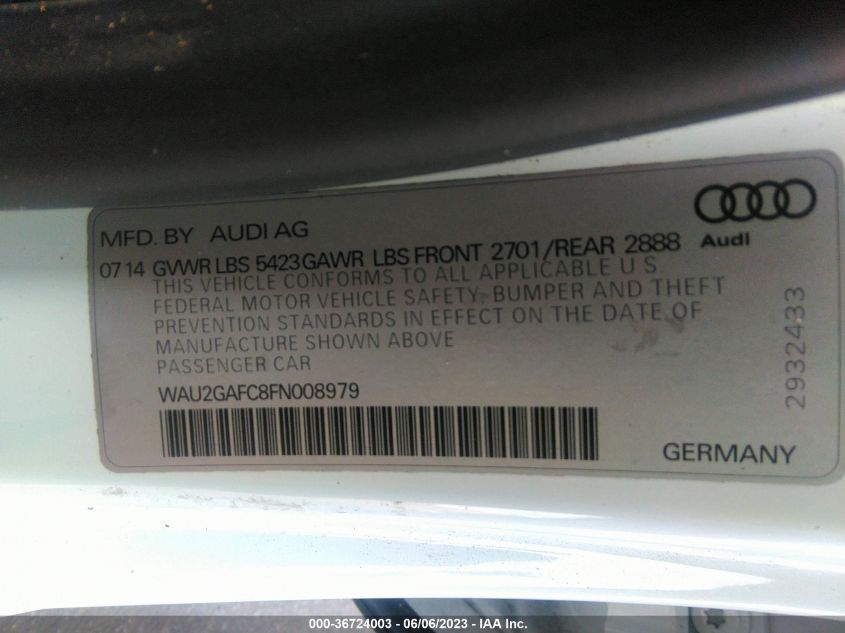 MFD. BY AUDI AG
Audi
07 14 GVWR LBS 5423 GAWR LBS FRONT 2701/REAR 2888
THIS VEHICLE CONFORMS TO ALL APPLICABLE U.S.
FEDERAL MOTOR VEHICLE SAFETY, BUMPER AND THEFT
PREVENTION STANDARDS IN EFFECT ON THE DATE OF
MANUFACTURE SHOWN ABOVE
PASSENGER CAR
WAU2GAFC8FN008979
2932433
GERMANY
000-36724003 - 06/06/2023 - IAA Inc.